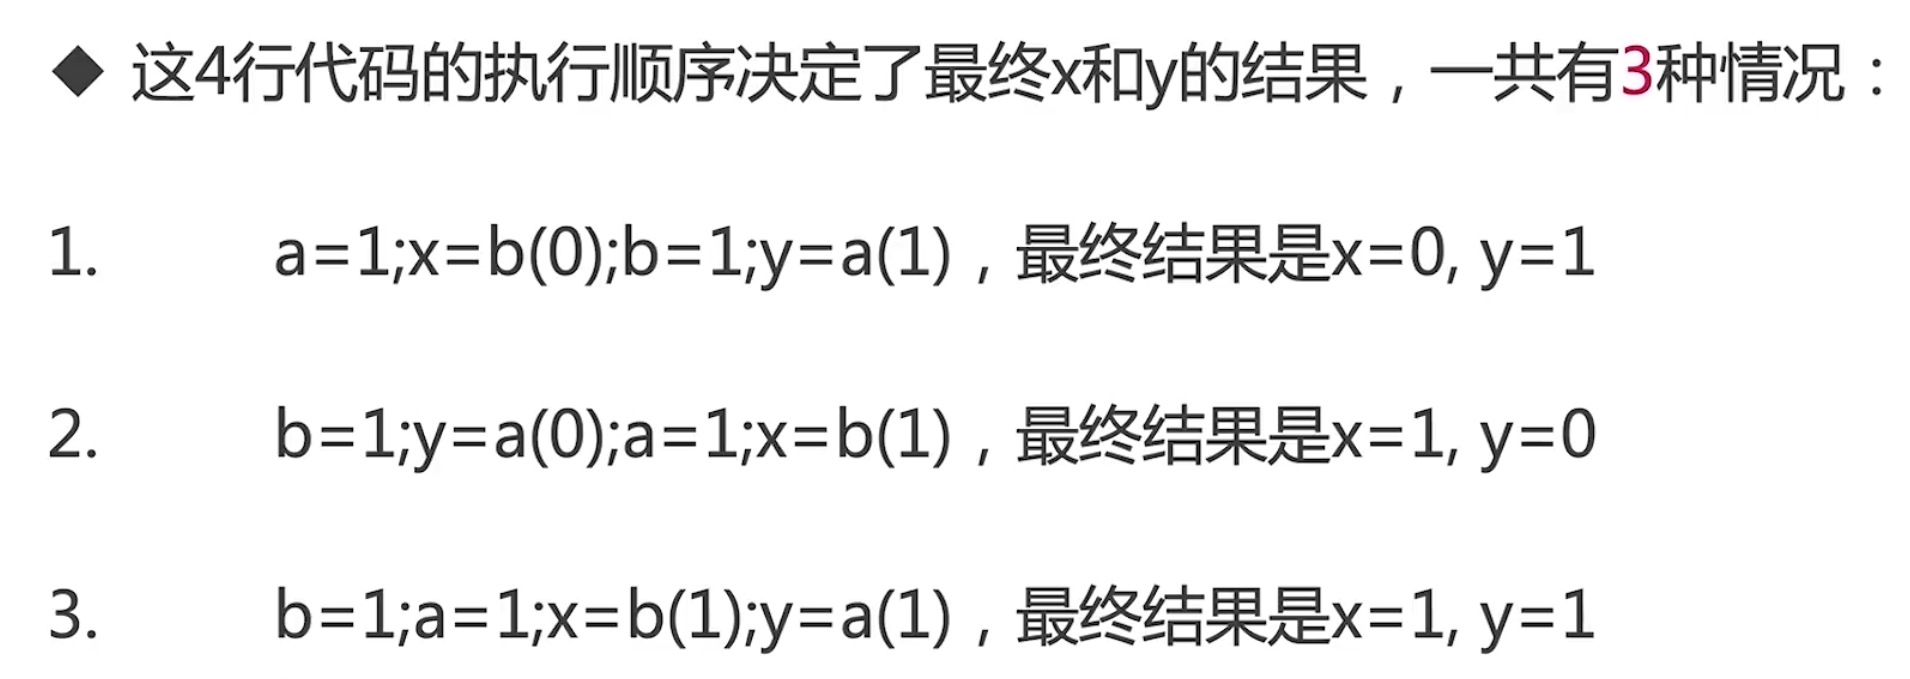 ◆ 这4行代码的执行顺序决定了最终x和y的结果，一共有3种情况：
1. a=1;x=b(0);b=1;y=a(1)，最终结果是x=0, y=1
2. b=1;y=a(0);a=1;x=b(1)，最终结果是x=1, y=0
3. b=1;a=1;x=b(1);y=a(1)，最终结果是x=1, y=1